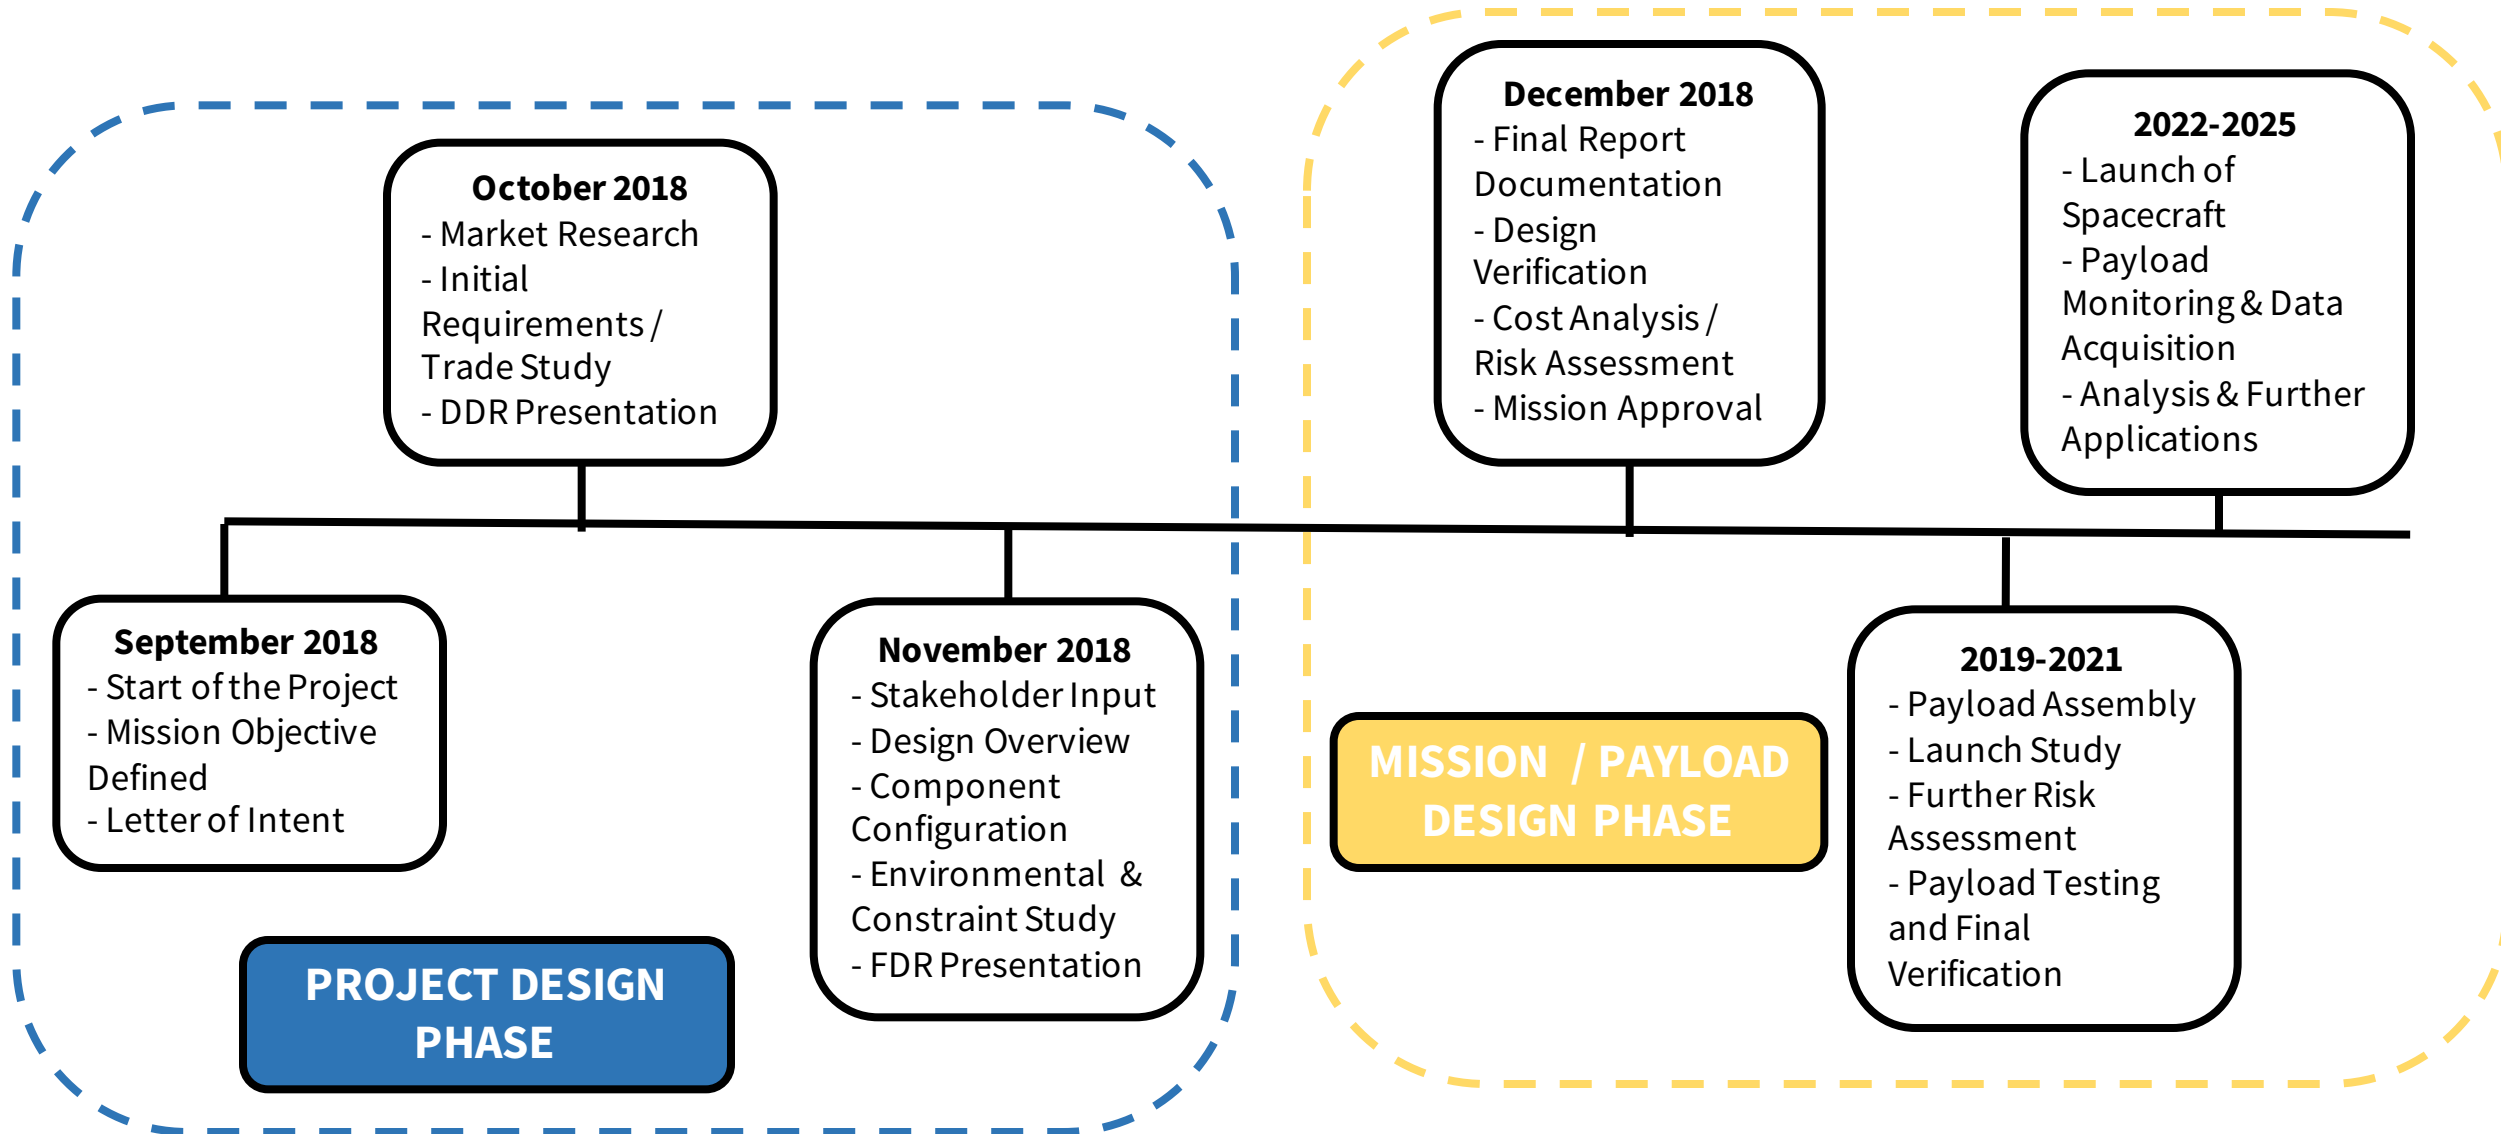 October 2018
- Market Research
- Initial
Requirements /
Trade Study
- DDR Presentation
September 2018
- Start of the Project
- Mission Objective
Defined
- Letter of Intent
November 2018
- Stakeholder Input
- Design Overview
- Component
Configuration
- Environmental &
Constraint Study
- FDR Presentation
PROJECT DESIGN
PHASE
December 2018
- Final Report
Documentation
- Design
Verification
- Cost Analysis /
Risk Assessment
- Mission Approval
2022-2025
- Launch of
Spacecraft
- Payload
Monitoring & Data
Acquisition
- Analysis & Further
Applications
MISSION / PAYLOAD
DESIGN PHASE
2019-2021
- Payload Assembly
- Launch Study
- Further Risk
Assessment
- Payload Testing
and Final
Verification